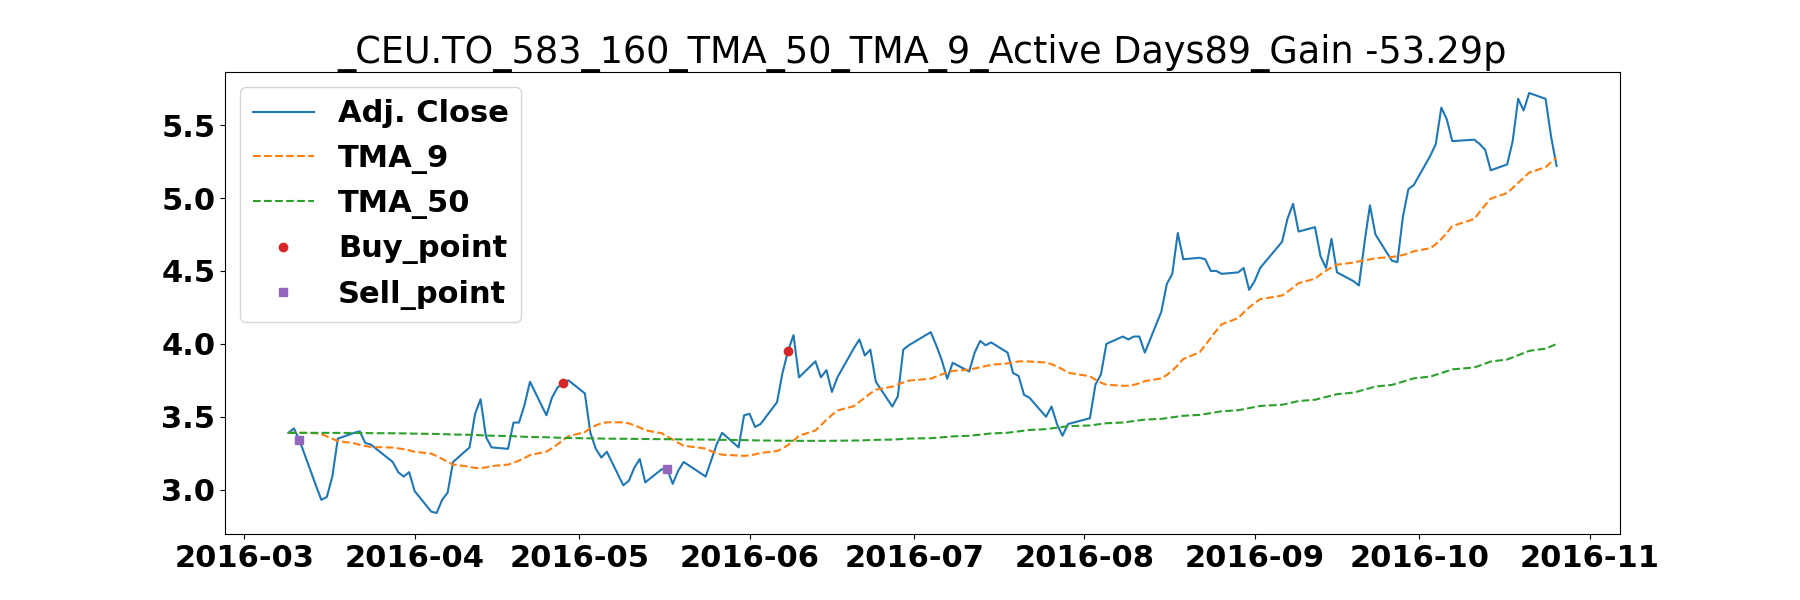 _CEU.TO_583_160_TMA_50_TMA_9_Active Days89_Gain -53.29p
Adj. Close
TMA_9
TMA_50
Buy_point
Sell_point
5.5
5.0
4.5
4.0
3.5
3.0
2016-03 2016-04 2016-05 2016-06 2016-07 2016-08 2016-09 2016-10 2016-11